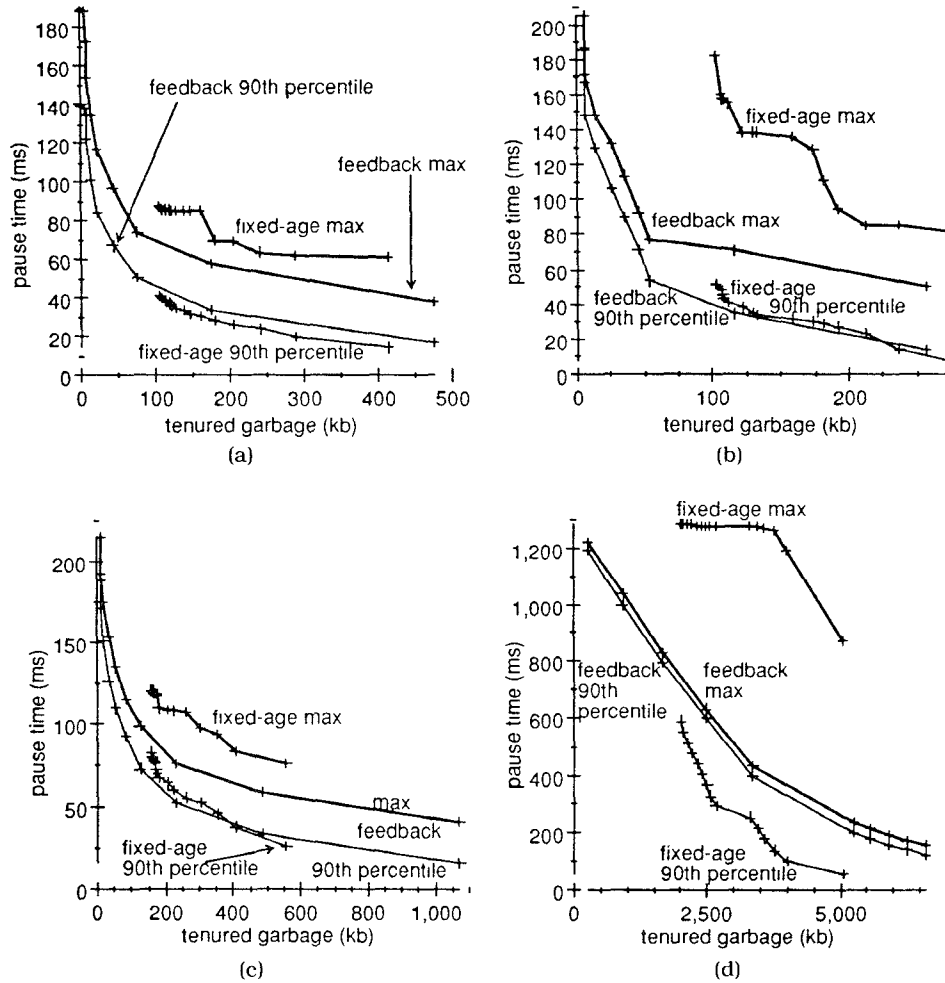 180
160
140
120
100
80
60
40
20
0
pause time (ms)
feedback 90th percentile
feedback max
fixed-age max
fixed-age 90th percentile
0
100
200
300
400
500
tenured garbage (kb)
(a)
200
180
160
140
120
100
80
60
40
20
0
pause time (ms)
fixed-age max
feedback max
feedback
90th percentile
fixed-age
90th percentile
0
100
200
tenured garbage (kb)
(b)
200
150
100
50
0
pause time (ms)
fixed-age max
max
feedback
90th percentile
fixed-age
90th percentile
0
200
400
600
800
1,000
tenured garbage (kb)
(c)
fixed-age max
1,200
1,000
800
600
400
200
0
pause time (ms)
feedback
90th
percentile
feedback
max
fixed-age
90th percentile
0
2,500
5,000
tenured garbage (kb)
(d)